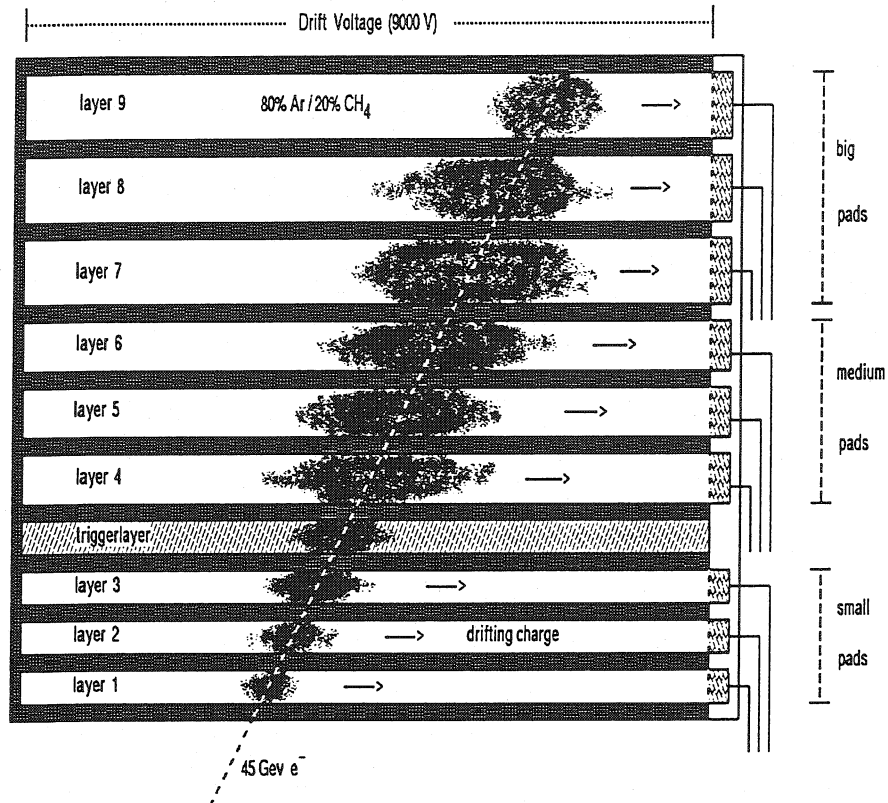 Drift Voltage (9000 V)
layer 9
80% Ar / 20% CH4
layer 8
big
pads
layer 7
layer 6
layer 5
medium
pads
layer 4
triggerlayer
layer 3
layer 2
drifting charge
small
pads
layer 1
45 Gev e-